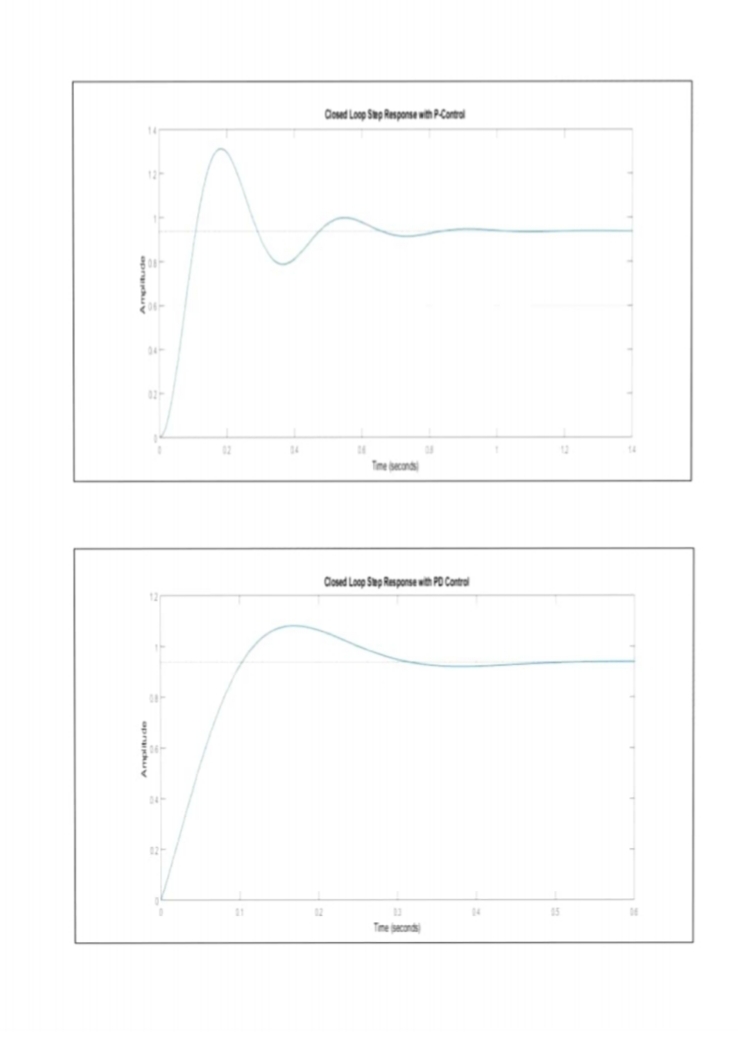 Closed Loop Step Response with P-Control
1.4
1.2
1
0.8
0.6
0.4
0.2
0
Amplitude
0 0.2 0.4 0.6 0.8 1 1.2 1.4
Time (seconds)
Closed Loop Step Response with PD Control
1.2
1
0.8
0.6
0.4
0.2
0
Amplitude
0 0.1 0.2 0.3 0.4 0.5 0.6
Time (seconds)